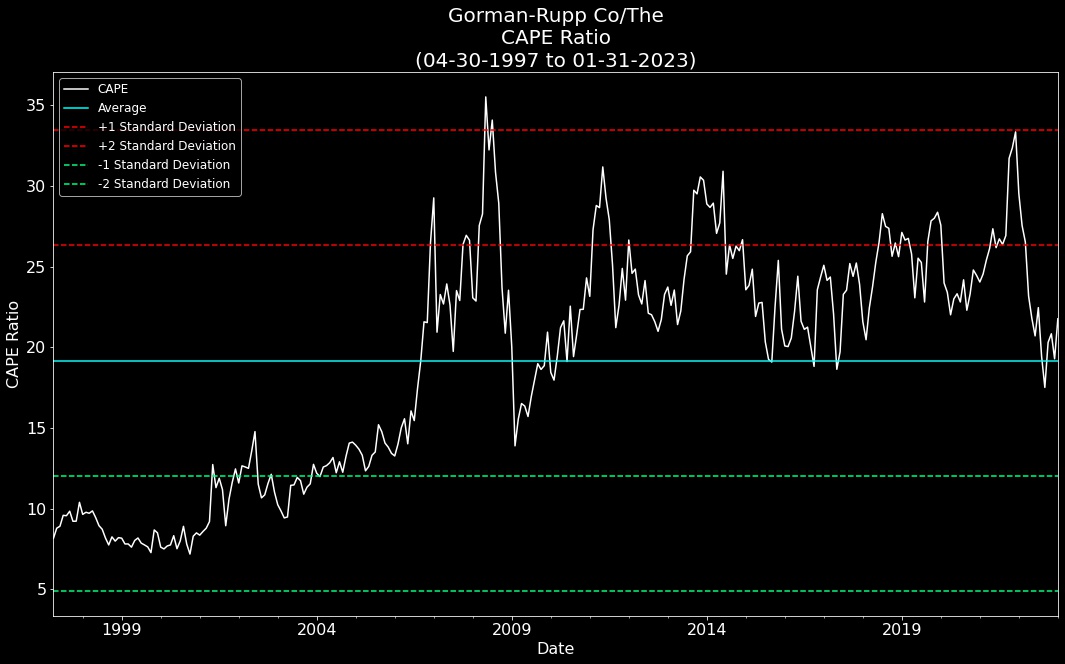 Gorman-Rupp Co/The
CAPE Ratio
(04-30-1997 to 01-31-2023)
CAPE
Average
+1 Standard Deviation
+2 Standard Deviation
-1 Standard Deviation
-2 Standard Deviation
35
30
25
20
15
10
5
CAPE Ratio
1999 2004 2009 2014 2019
Date